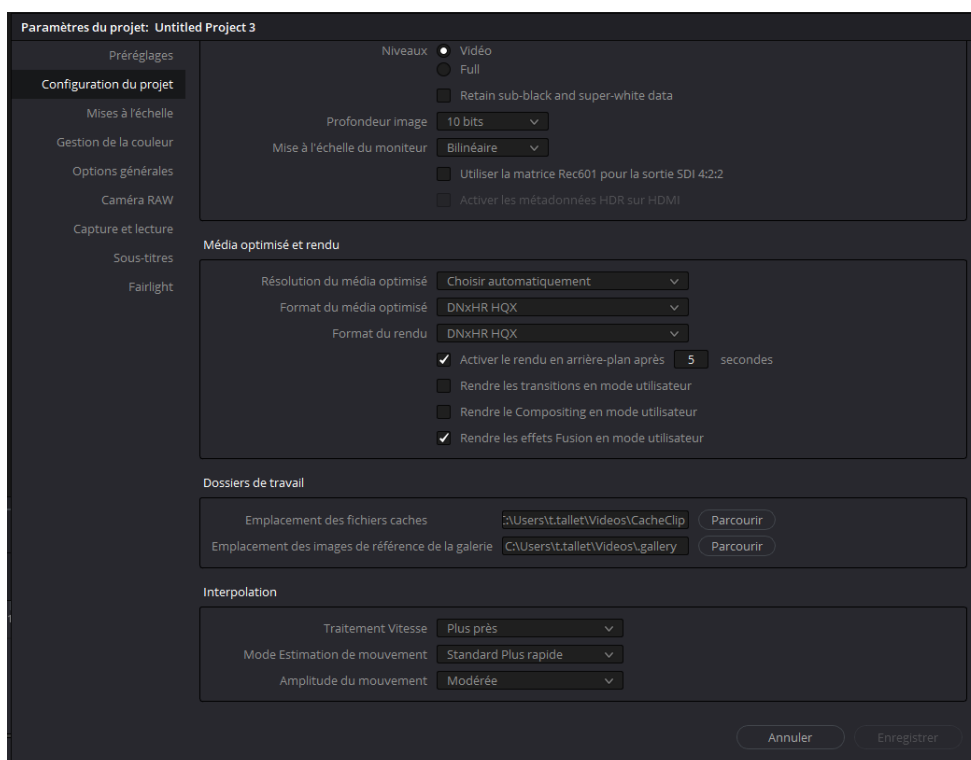 Paramètres du projet: Untitled Project 3
Préréglages
Configuration du projet
Mises à l'échelle
Gestion de la couleur
Options générales
Caméra RAW
Capture et lecture
Sous-titres
Fairlight
Niveaux Vidéo
Full
Retain sub-black and super-white data
Profondeur image 10 bits
Mise à l'échelle du moniteur Bilinéaire
Utiliser la matrice Rec601 pour la sortie SDI 4:2:2
Activer les métadonnées HDR sur HDMI
Média optimisé et rendu
Résolution du média optimisé Choisir automatiquement
Format du média optimisé DNxHR HQX
Format du rendu DNxHR HQX
Activer le rendu en arrière-plan après 5 secondes
Rendre les transitions en mode utilisateur
Rendre le Compositing en mode utilisateur
Rendre les effets Fusion en mode utilisateur
Dossiers de travail
Emplacement des fichiers caches :\Users\t.tallet\Videos\CacheClip Parcourir
Emplacement des images de référence de la galerie C:\Users\t.tallet\Videos\.gallery Parcourir
Interpolation
Traitement Vitesse Plus près
Mode Estimation de mouvement Standard Plus rapide
Amplitude du mouvement Modérée
Annuler Enregistrer